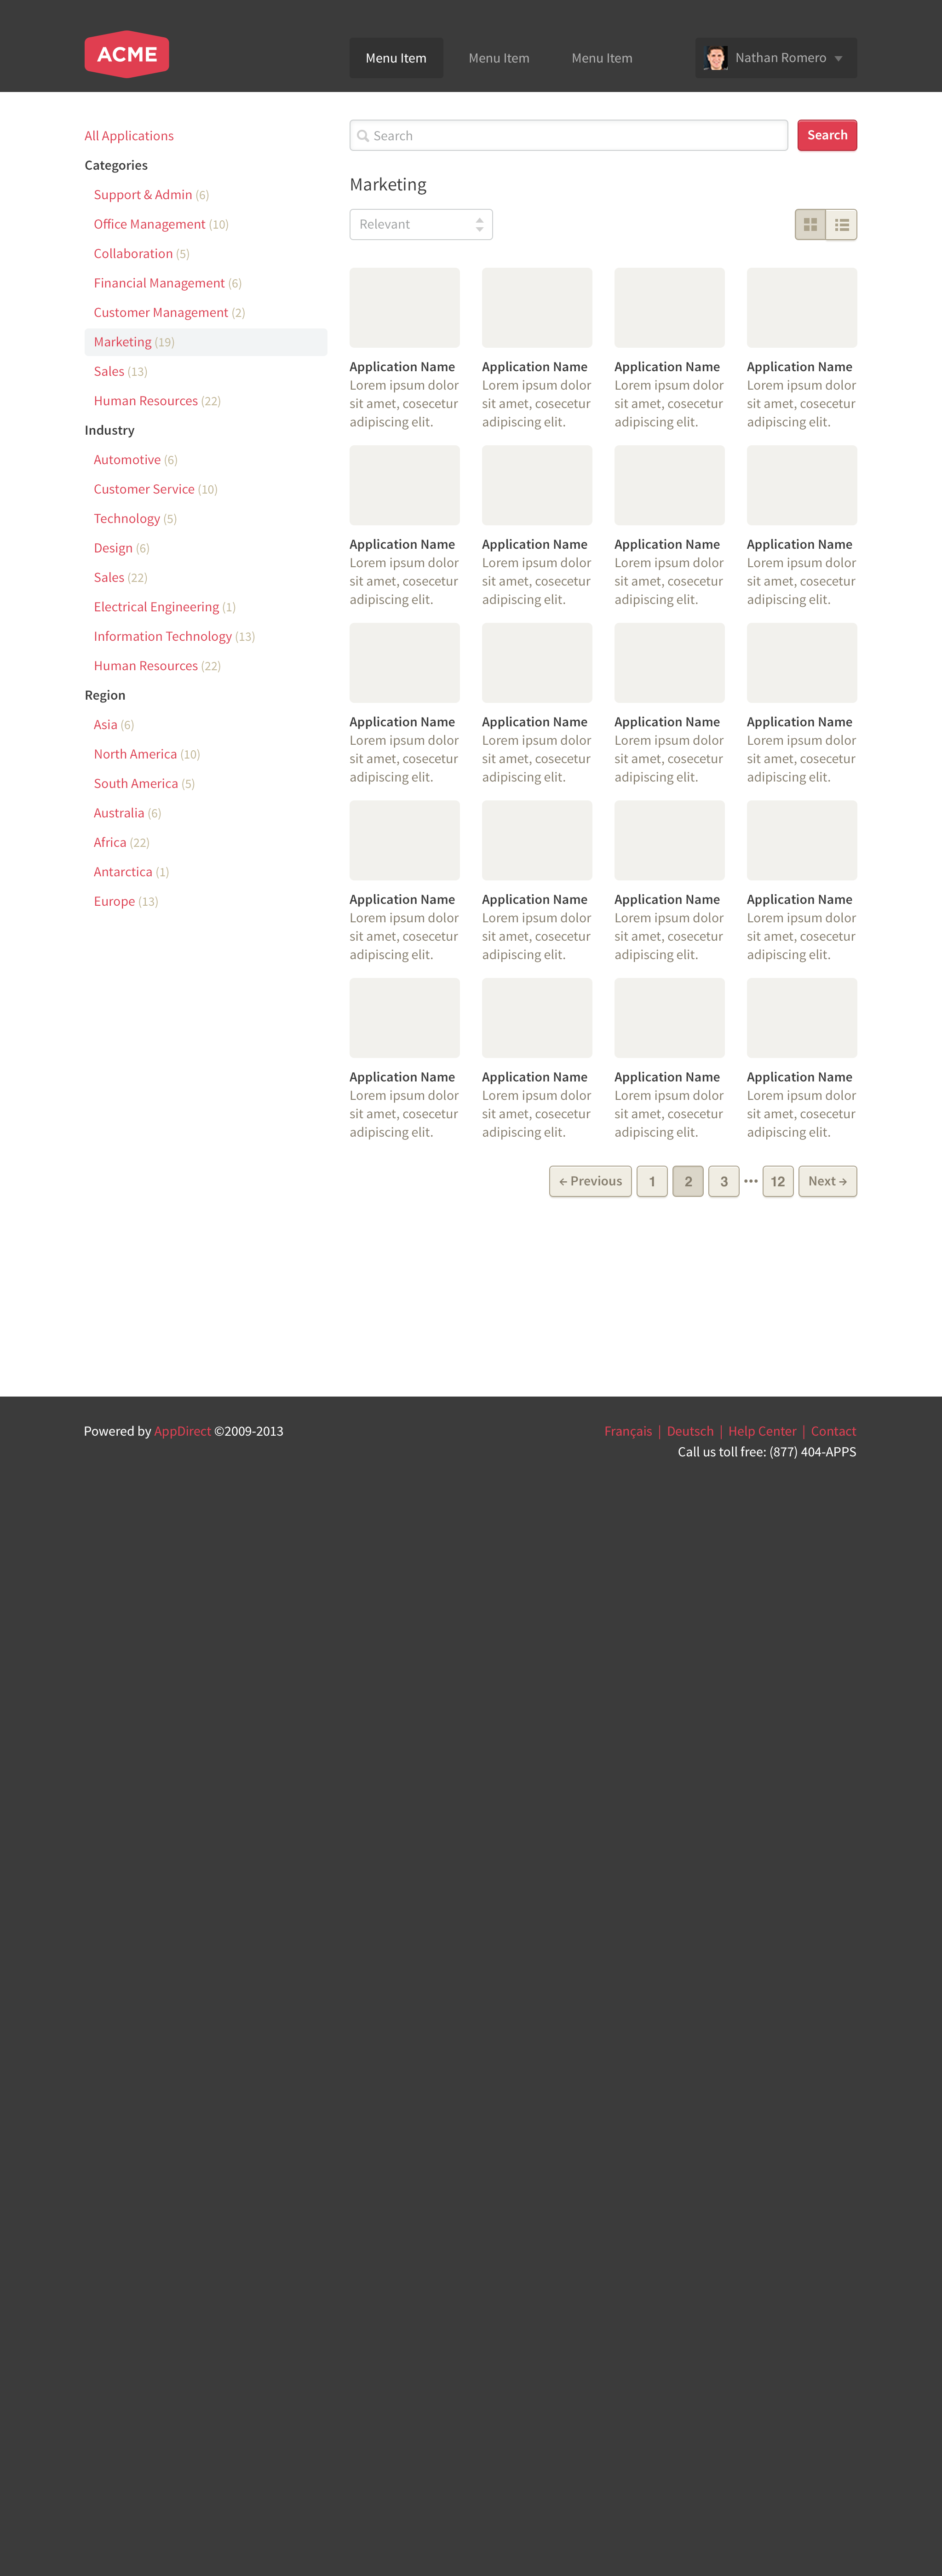 ACME
Menu Item
Menu Item
Menu Item
Nathan Romero
All Applications
Categories
Support & Admin (6)
Office Management (10)
Collaboration (5)
Financial Management (6)
Customer Management (2)
Marketing (19)
Sales (13)
Human Resources (22)
Industry
Automotive (6)
Customer Service (10)
Technology (5)
Design (6)
Sales (22)
Electrical Engineering (1)
Information Technology (13)
Human Resources (22)
Region
Asia (6)
North America (10)
South America (5)
Australia (6)
Africa (22)
Antarctica (1)
Europe (13)
Search
Search
Marketing
Relevant
Application Name
Lorem ipsum dolor
sit amet, cosecetur
adipiscing elit.
Application Name
Lorem ipsum dolor
sit amet, cosecetur
adipiscing elit.
Application Name
Lorem ipsum dolor
sit amet, cosecetur
adipiscing elit.
Application Name
Lorem ipsum dolor
sit amet, cosecetur
adipiscing elit.
Application Name
Lorem ipsum dolor
sit amet, cosecetur
adipiscing elit.
Application Name
Lorem ipsum dolor
sit amet, cosecetur
adipiscing elit.
Application Name
Lorem ipsum dolor
sit amet, cosecetur
adipiscing elit.
Application Name
Lorem ipsum dolor
sit amet, cosecetur
adipiscing elit.
Application Name
Lorem ipsum dolor
sit amet, cosecetur
adipiscing elit.
Application Name
Lorem ipsum dolor
sit amet, cosecetur
adipiscing elit.
Application Name
Lorem ipsum dolor
sit amet, cosecetur
adipiscing elit.
Application Name
Lorem ipsum dolor
sit amet, cosecetur
adipiscing elit.
Application Name
Lorem ipsum dolor
sit amet, cosecetur
adipiscing elit.
Application Name
Lorem ipsum dolor
sit amet, cosecetur
adipiscing elit.
Application Name
Lorem ipsum dolor
sit amet, cosecetur
adipiscing elit.
Application Name
Lorem ipsum dolor
sit amet, cosecetur
adipiscing elit.
Application Name
Lorem ipsum dolor
sit amet, cosecetur
adipiscing elit.
Application Name
Lorem ipsum dolor
sit amet, cosecetur
adipiscing elit.
Application Name
Lorem ipsum dolor
sit amet, cosecetur
adipiscing elit.
Application Name
Lorem ipsum dolor
sit amet, cosecetur
adipiscing elit.
← Previous 1 2 3 ••• 12 Next →
Powered by AppDirect ©2009-2013
Français | Deutsch | Help Center | Contact
Call us toll free: (877) 404-APPS